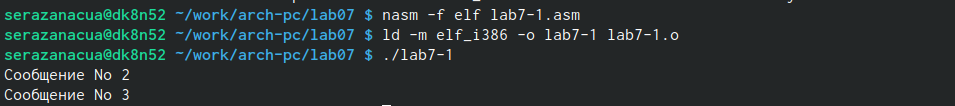 serazanacua@dk8n52 ~/work/arch-pc/lab07 $ nasm -f elf lab7-1.asm
serazanacua@dk8n52 ~/work/arch-pc/lab07 $ ld -m elf_i386 -o lab7-1 lab7-1.o
serazanacua@dk8n52 ~/work/arch-pc/lab07 $ ./lab7-1
Сообщение No 2
Сообщение No 3